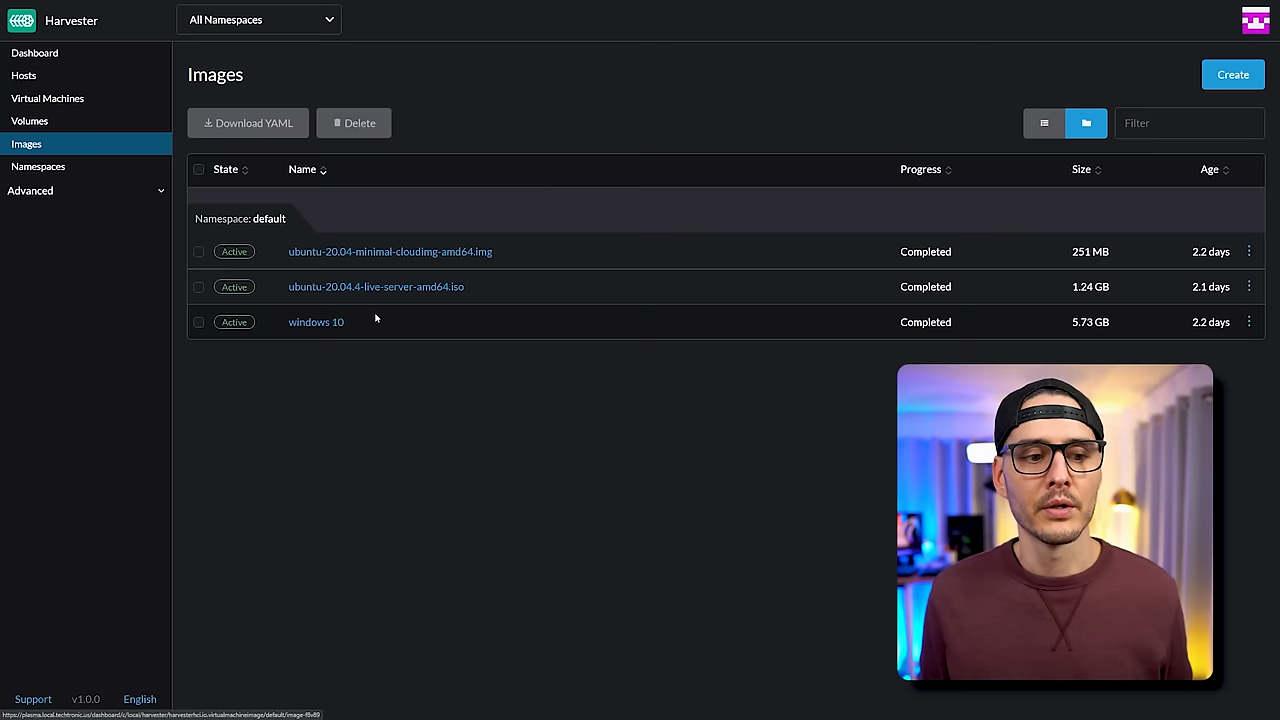 Harvester
All Namespaces
Dashboard
Hosts
Virtual Machines
Volumes
Images
Namespaces
Advanced
Images
Create
Download YAML
Delete
Filter
State
Name
Progress
Size
Age
Namespace: default
Active ubuntu-20.04-minimal-cloudimg-amd64.img Completed 251 MB 2.2 days
Active ubuntu-20.04.4-live-server-amd64.iso Completed 1.24 GB 2.1 days
Active windows 10 Completed 5.73 GB 2.2 days
Support v1.0.0 English